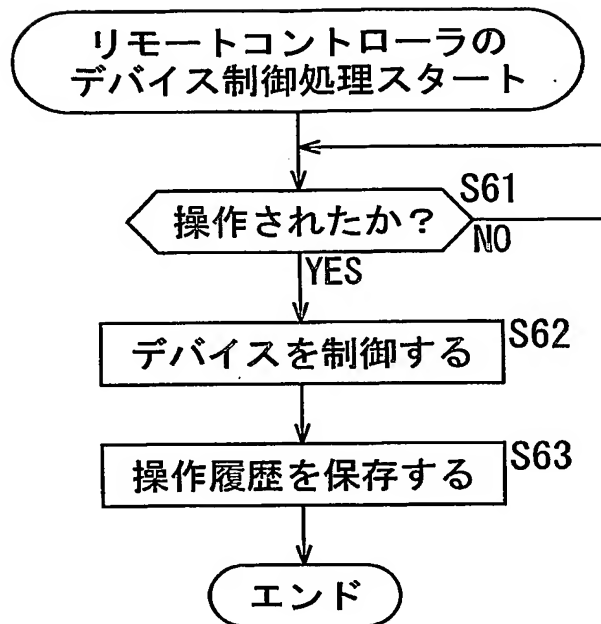 リモートコントローラの
デバイス制御処理スタート
S61
操作されたか？
NO
YES
デバイスを制御する
S62
操作履歴を保存する
S63
エンド